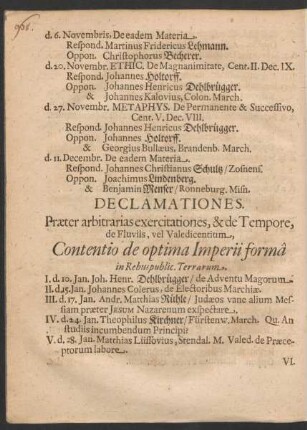 d. 6. Novembris. De eadem Materia.
Respond. Martinus Fridericus Lehmann.
Oppon. Christophorus Becherer.
d. 20. Novembr. ETHIC. De Magnanimitate, Cent. II. Dec. IX.
Respond. Johannes Holtorff.
Oppon. Johannes Henricus Dehlbrügger.
& Johannes Kalovius, Colon. March.
d. 27. Novembr. METAPHYS. De Permanente & Successivo,
Cent. V. Dec. VIII.
Respond. Johannes Henricus Dehlbrügger.
Oppon. Johannes Holtorff.
& Georgius Bullæus, Brandenb. March.
d. 11. Decembr. De eadem Materia.
Respond. Johannes Christianus Schultz / Zossens.
Oppon. Joachimus Lindenberg.
& Benjamin Menser / Ronneburg. Misn.
DECLAMATIONES.
Præter arbitrarias exercitationes, & de Tempore,
de Fluviis, vel Valedicentium,
Contentio de optima Imperii formâ
in Rebuspublic. Terrarum.
I. d. 10. Jan. Joh. Henr. Dehlbrügger / de Adventu Magorum.
II. d. 15. Jan. Johannes Colerus, de Electoribus Marchiæ.
III. d. 17. Jan. Andr. Matthias Rühle / Judæos vane alium Mes-
siam præter JESUM Nazarenum exspectare.
IV. d. 24. Jan. Theophilus Kirchner / Fürstenw. March. Qu. An
studiis incumbendum Principi?
V. d. 28. Jan. Matthias Lüssovius, Stendal. M. Valed. de Præce-
ptorum labore.
VI.